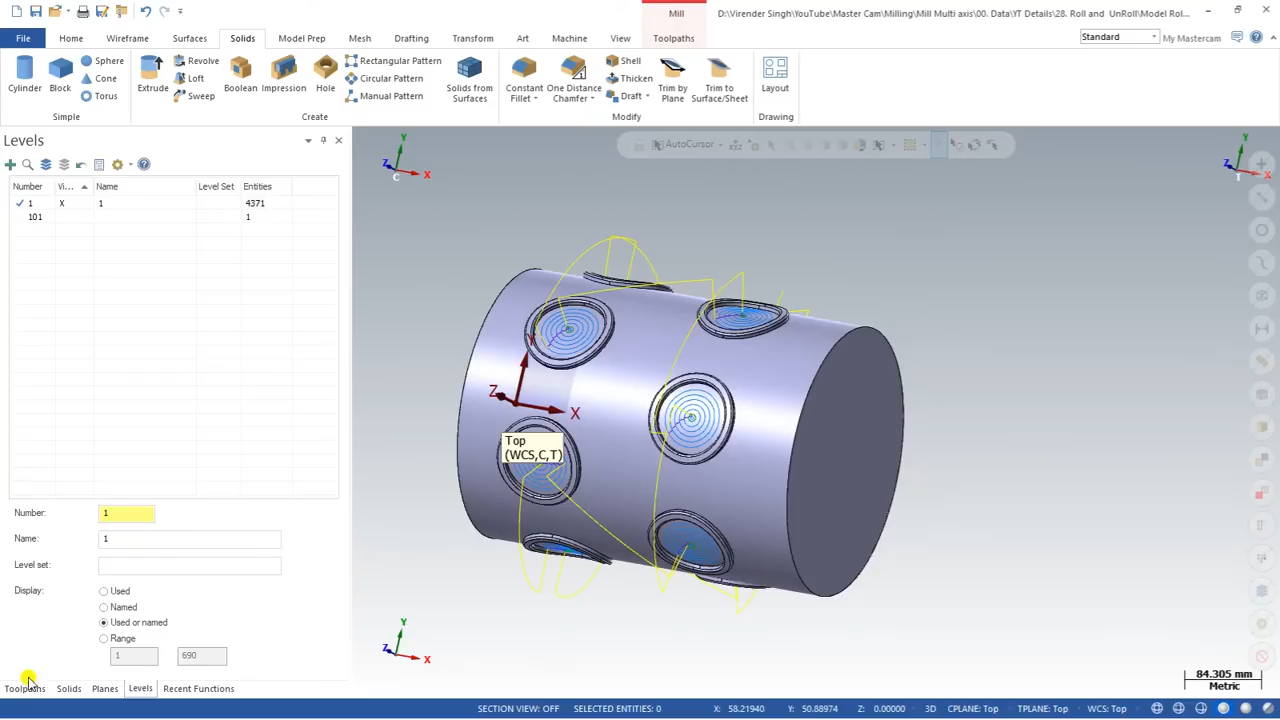 Mill
D:\Virender Singh\YouTube\Master Cam\Milling\Mill Multi axis\00. Data\YT Details\28. Roll and UnRoll\Model Rol...
File
Home
Wireframe
Surfaces
Solids
Model Prep
Mesh
Drafting
Transform
Art
Machine
View
Toolpaths
Standard
My Mastercam
Cylinder
Block
Sphere
Cone
Torus
Simple
Extrude
Revolve
Loft
Sweep
Boolean
Impression
Hole
Rectangular Pattern
Circular Pattern
Manual Pattern
Create
Solids from
Surfaces
Constant
Fillet
One Distance
Chamfer
Shell
Thicken
Draft
Trim by
Plane
Trim to
Surface/Sheet
Modify
Layout
Drawing
Levels
Number Vi... Name Level Set Entities
1 X 1 4371
101 1
Number: 1
Name: 1
Level set:
Display:
Used
Named
Used or named
Range
1 690
Toolpaths Solids Planes Levels Recent Functions
AutoCursor
Y
Z
X
C
Y
Z
X
T
Y
Z
X
Top
(WCS,C,T)
Y
Z
X
84.305 mm
Metric
SECTION VIEW: OFF SELECTED ENTITIES: 0 X: 58.21940 Y: 50.88974 Z: 0.00000 3D CPLANE: Top TPLANE: Top WCS: Top